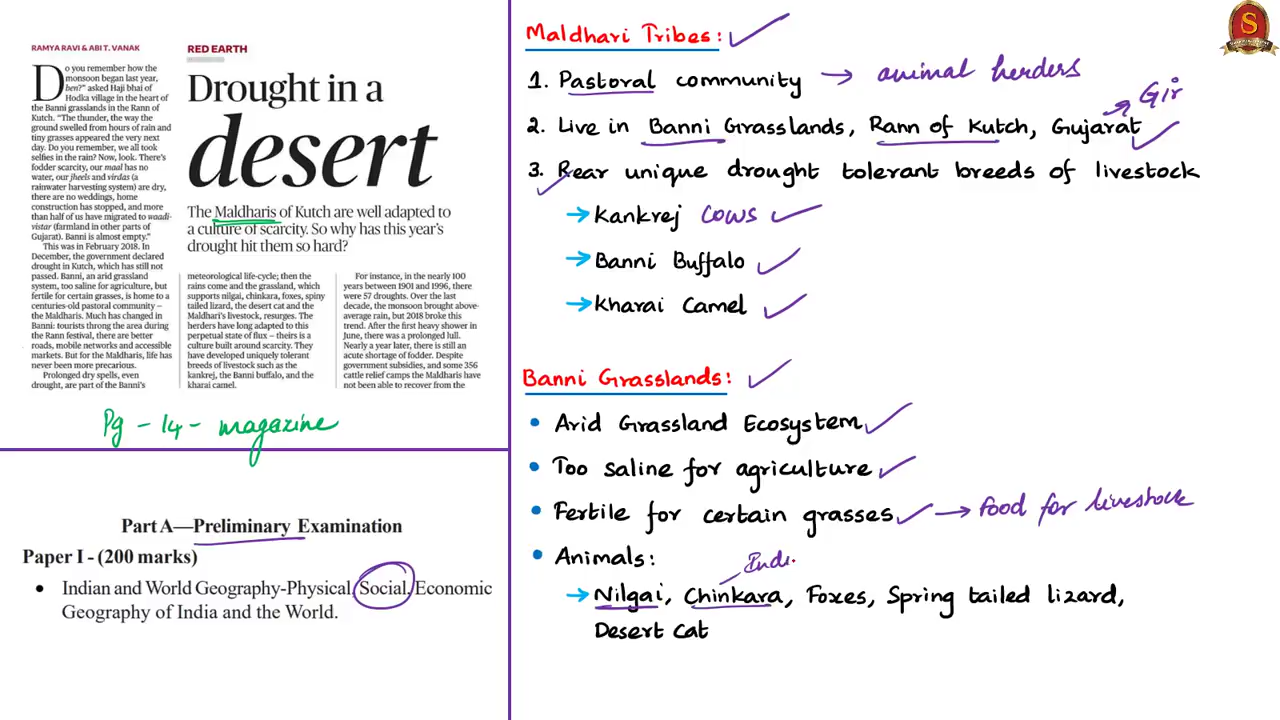 RAMYA RAVI & ABI T. VANAK
Do you remember how the
monsoon began last year,
ben?" asked Haji bhai of
Hodka village in the heart of
the Banni grasslands in the Rann of
Kutch. "The thunder, the way the
ground swelled from hours of rain and
tiny grasses appeared the very next
day. Do you remember, we all took
selfies in the rain? Now, look. There's
fodder scarcity, our maal has no
water, our jheels and virdas (a
rainwater harvesting system) are dry,
there are no weddings, home
construction has stopped, and more
than half of us have migrated to waadi-
vistar (farmland in other parts of
Gujarat). Banni is almost empty."
This was in February 2018. In
December, the government declared
drought in Kutch, which has still not
passed. Banni, an arid grassland
system, too saline for agriculture, but
fertile for certain grasses, is home to a
centuries-old pastoral community —
the Maldharis. Much has changed in
Banni: tourists throng the area during
the Rann festival, there are better
roads, mobile networks and accessible
markets. But for the Maldharis, life has
never been more precarious.
Prolonged dry spells, even
drought, are part of the Banni's
RED EARTH
Drought in a
desert
The Maldharis of Kutch are well adapted to
a culture of scarcity. So why has this year's
drought hit them so hard?
meteorological life-cycle; then the
rains come and the grassland, which
supports nilgai, chinkara, foxes, spiny
tailed lizard, the desert cat and the
Maldhari's livestock, resurges. The
herders have long adapted to this
perpetual state of flux – theirs is a
culture built around scarcity. They
have developed uniquely tolerant
breeds of livestock such as the
kankrej, the Banni buffalo, and the
kharai camel.
For instance, in the nearly 100
years between 1901 and 1996, there
were 57 droughts. Over the last
decade, the monsoon brought above-
average rain, but 2018 broke this
trend. After the first heavy shower in
June, there was a prolonged lull.
Nearly a year later, there is still an
acute shortage of fodder. Despite
government subsidies, and some 356
cattle relief camps the Maldharis have
not been able to recover from the
Pg - 14 - magazine
Part A—Preliminary Examination
Paper I - (200 marks)
• Indian and World Geography-Physical, Social, Economic
Geography of India and the World.
Maldhari Tribes:
1. Pastoral community → animal herders
2. Live in Banni Grasslands, Rann of Kutch, Gujarat → Gir
3. Rear unique drought tolerant breeds of livestock
→ Kankrej cows
→ Banni Buffalo
→ Kharai Camel
Banni Grasslands:
• Arid Grassland Ecosystem
• Too saline for agriculture
• Fertile for certain grasses → food for livestock
• Animals:
Indi
→ Nilgai, Chinkara, Foxes, Spring tailed lizard,
Desert Cat
S